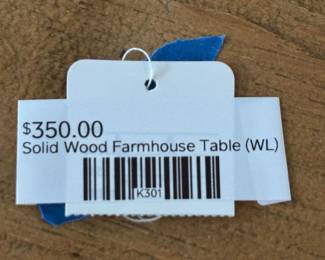 $350.00
Solid Wood Farmhouse Table (WL)
K301